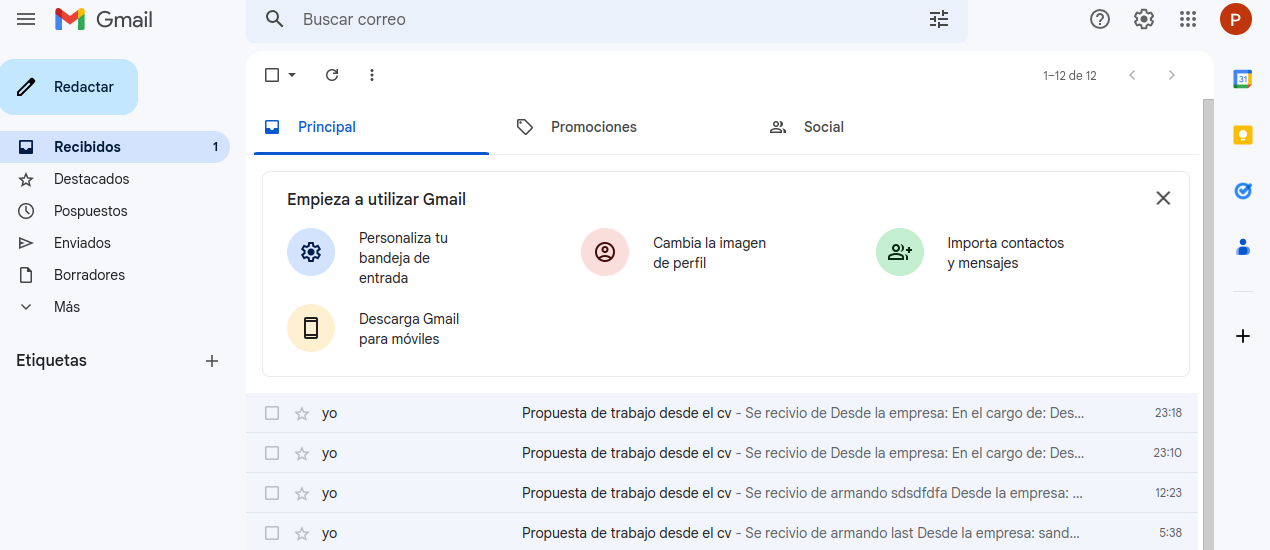 Gmail
Buscar correo
P
Redactar
1–12 de 12
31
Principal
Promociones
Social
Recibidos 1
Destacados
Pospuestos
Enviados
Borradores
Más
Etiquetas
Empieza a utilizar Gmail
Personaliza tu
bandeja de
entrada
Cambia la imagen
de perfil
Importa contactos
y mensajes
Descarga Gmail
para móviles
yo Propuesta de trabajo desde el cv - Se recivio de Desde la empresa: En el cargo de: Des... 23:18
yo Propuesta de trabajo desde el cv - Se recivio de Desde la empresa: En el cargo de: Des... 23:10
yo Propuesta de trabajo desde el cv - Se recivio de armando sdsdfdfa Desde la empresa: ... 12:23
yo Propuesta de trabajo desde el cv - Se recivio de armando last Desde la empresa: sand... 5:38